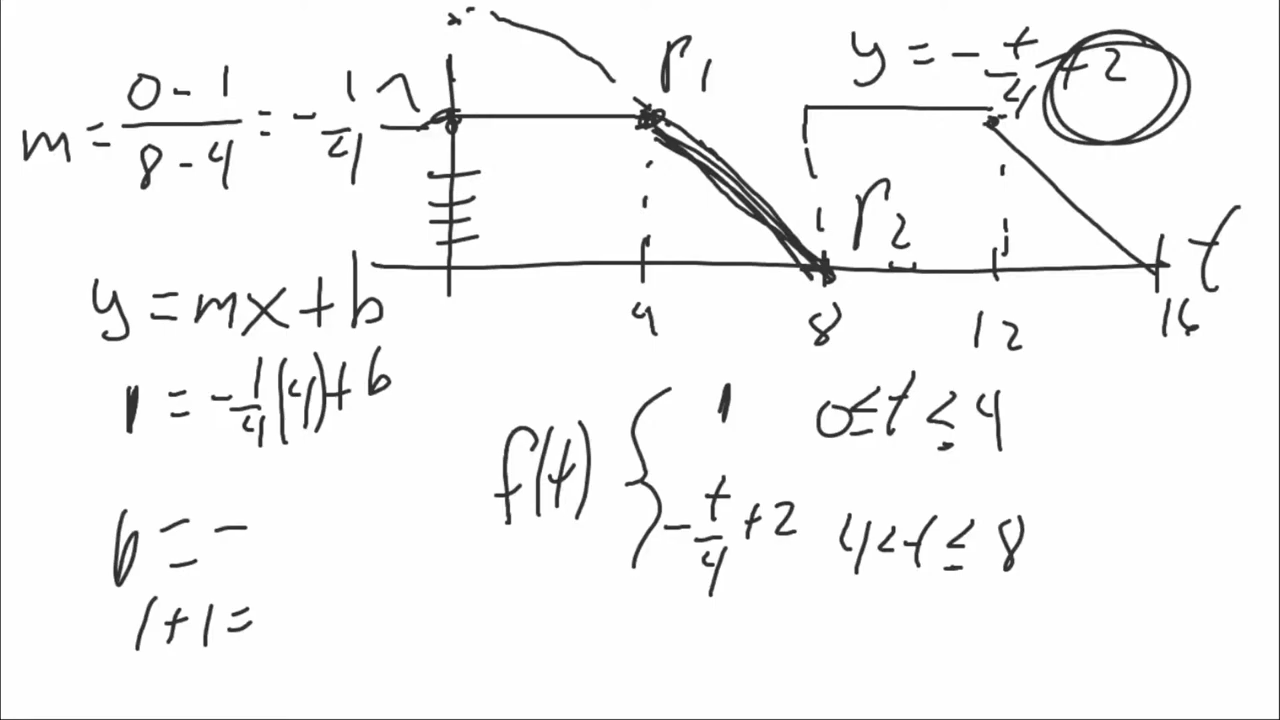 m = (0-1)/(8-4) = -1/4
P1
y = -t/4 + 2
P2
t
4 8 12 16
y = mx + b
1 = -1/4(4) + b
b = -
1 + 1 =
f(t) {
1 0≤t≤4
-t/4 + 2 4<t≤8